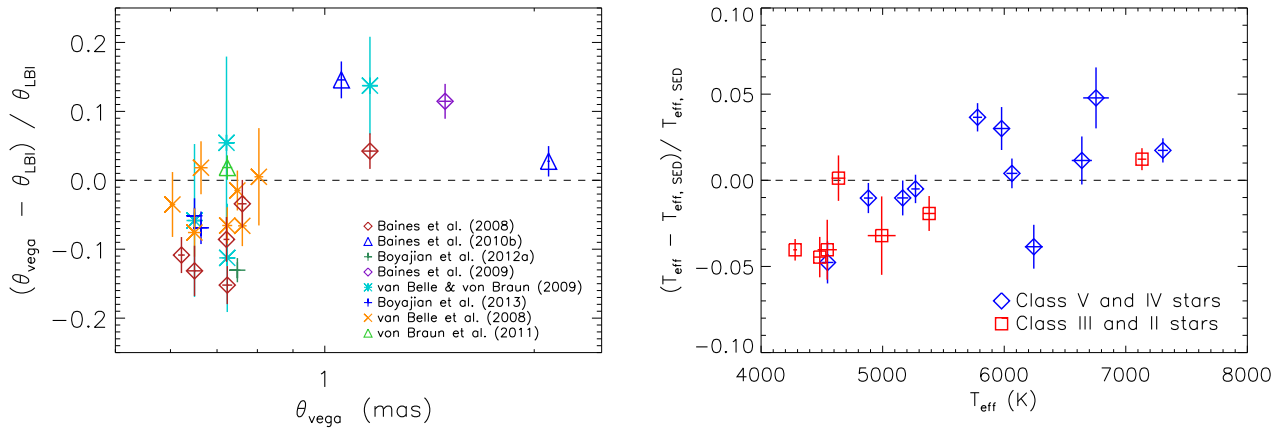 0.2
0.1
0.0
−0.1
−0.2
(θvega − θLBI) / θLBI
1
θvega (mas)
Baines et al. (2008)
Baines et al. (2010b)
Boyajian et al. (2012a)
Baines et al. (2009)
van Belle & von Braun (2009)
Boyajian et al. (2013)
van Belle et al. (2008)
von Braun et al. (2011)
0.10
0.05
0.00
−0.05
−0.10
(Teff − Teff, SED)/ Teff, SED
4000 5000 6000 7000 8000
Teff (K)
Class V and IV stars
Class III and II stars